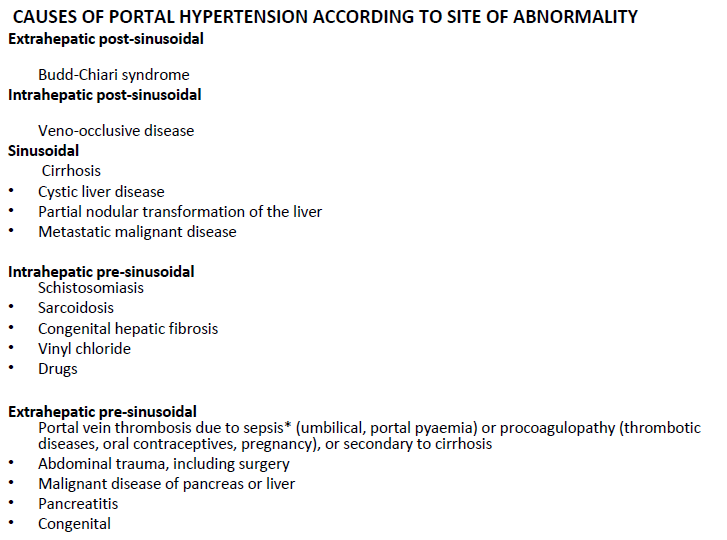 CAUSES OF PORTAL HYPERTENSION ACCORDING TO SITE OF ABNORMALITY
Extrahepatic post-sinusoidal
Budd-Chiari syndrome
Intrahepatic post-sinusoidal
Veno-occlusive disease
Sinusoidal
Cirrhosis
• Cystic liver disease
• Partial nodular transformation of the liver
• Metastatic malignant disease
Intrahepatic pre-sinusoidal
Schistosomiasis
• Sarcoidosis
• Congenital hepatic fibrosis
• Vinyl chloride
• Drugs
Extrahepatic pre-sinusoidal
Portal vein thrombosis due to sepsis* (umbilical, portal pyaemia) or procoagulopathy (thrombotic
diseases, oral contraceptives, pregnancy), or secondary to cirrhosis
• Abdominal trauma, including surgery
• Malignant disease of pancreas or liver
• Pancreatitis
• Congenital